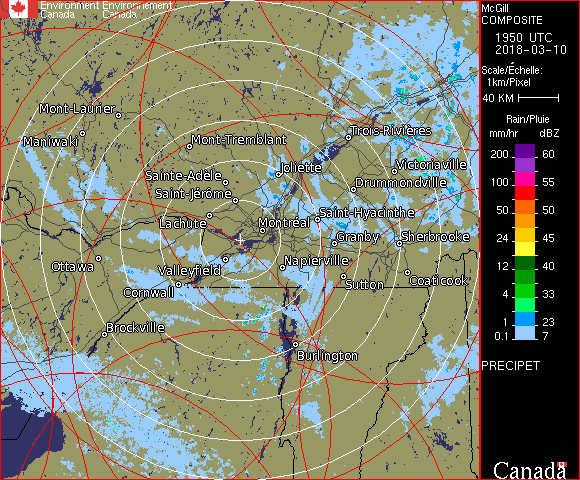 Environment Environnement
Canada Canada
McGill
COMPOSITE
1950 UTC
2018-03-10
Scale/Échelle:
1km/Pixel
40 KM
Rain/Pluie
mm/hr dBZ
200 60
100 55
50 50
24 45
12 40
8 33
4 30
1 23
0.1 7
PRECIPET
Canada
Mont-Laurier
Maniwaki
Mont-Tremblant
Trois-Rivières
Sainte-Adèle
Joliette
Victoriaville
Saint-Jérôme
Drummondville
Lachute
Montréal
Saint-Hyacinthe
Granby
Sherbrooke
Ottawa
Valleyfield
Napierville
Cornwall
Sutton
Coaticook
Brockville
Burlington